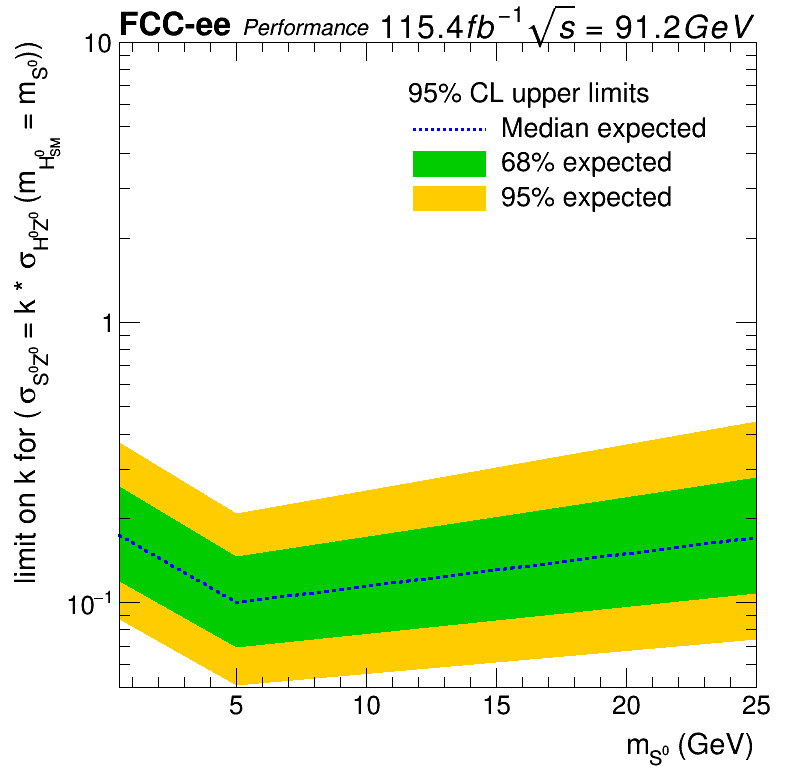 FCC-ee Performance 115.4fb⁻¹√s = 91.2GeV
10
95% CL upper limits
Median expected
68% expected
95% expected
1
10⁻¹
limit on k for ( σ_S⁰Z⁰ = k * σ_H⁰Z⁰ (m_H⁰_SM = m_S⁰))
5 10 15 20 25
m_S⁰ (GeV)